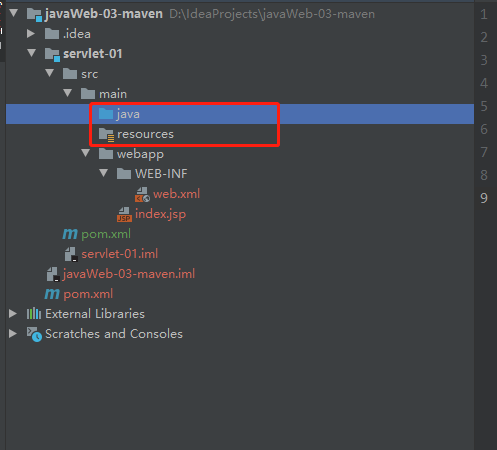 javaWeb-03-maven D:\IdeaProjects\javaWeb-03-maven 1
.idea 2
servlet-01 3
src 4
main
java 5
resources 6
webapp 7
WEB-INF 8
web.xml 9
index.jsp
pom.xml
servlet-01.iml
javaWeb-03-maven.iml
pom.xml
External Libraries
Scratches and Consoles